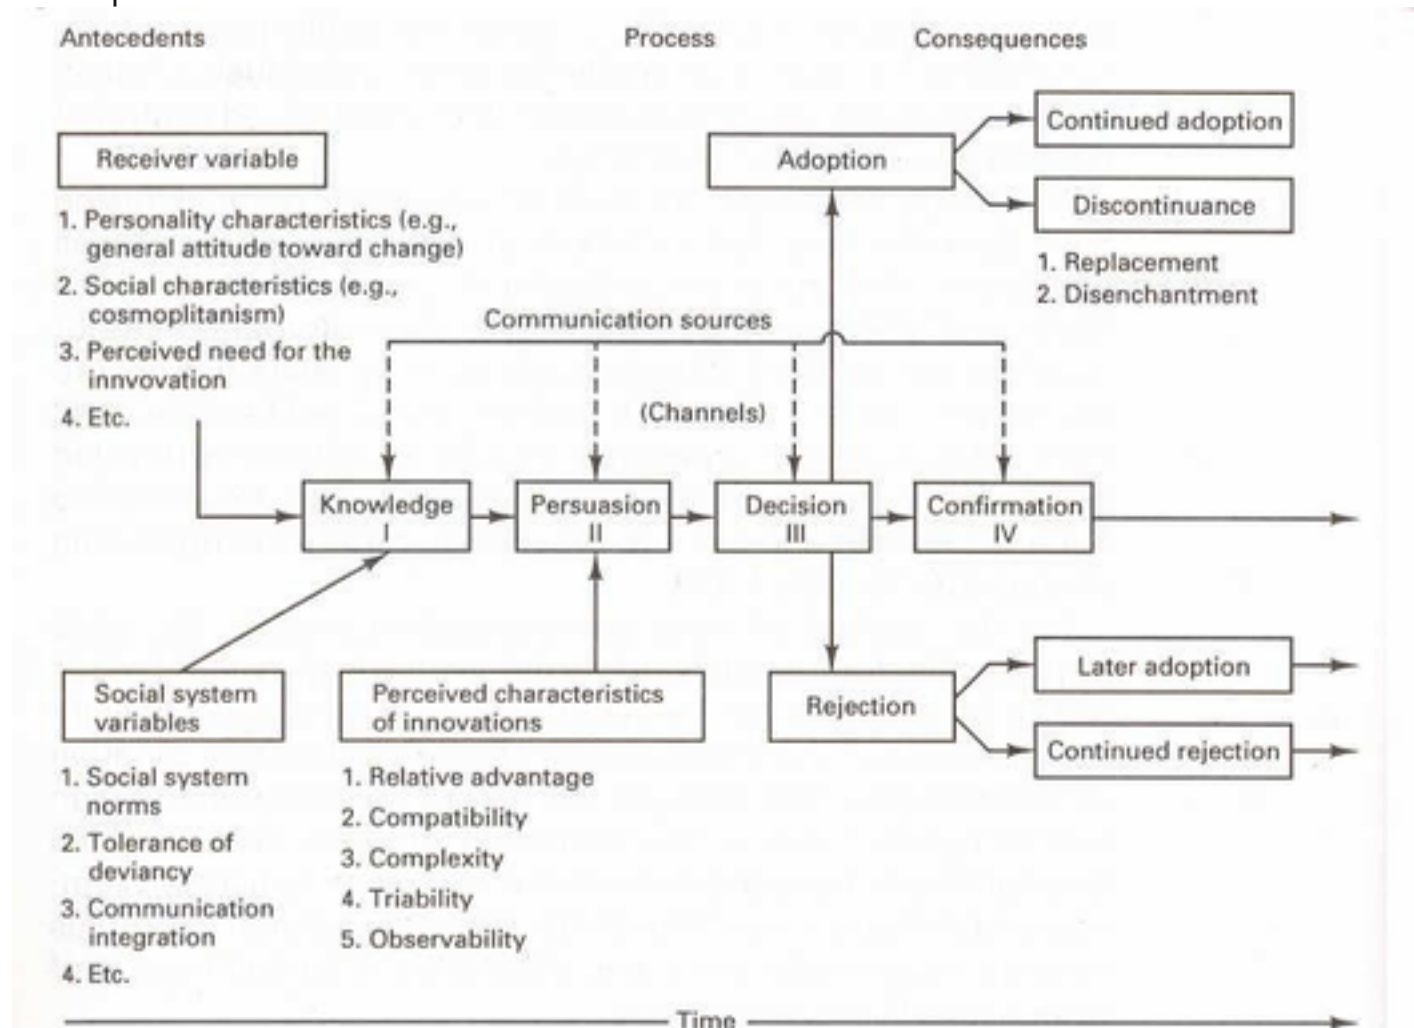 Antecedents
Process
Consequences
Receiver variable
1. Personality characteristics (e.g.,
general attitude toward change)
2. Social characteristics (e.g.,
cosmoplitanism)
3. Perceived need for the
innvovation
4. Etc.
Adoption
Continued adoption
Discontinuance
1. Replacement
2. Disenchantment
Communication sources
(Channels)
Knowledge
I
Persuasion
II
Decision
III
Confirmation
IV
Social system
variables
1. Social system
norms
2. Tolerance of
deviancy
3. Communication
integration
4. Etc.
Perceived characteristics
of innovations
1. Relative advantage
2. Compatibility
3. Complexity
4. Triability
5. Observability
Rejection
Later adoption
Continued rejection
Time